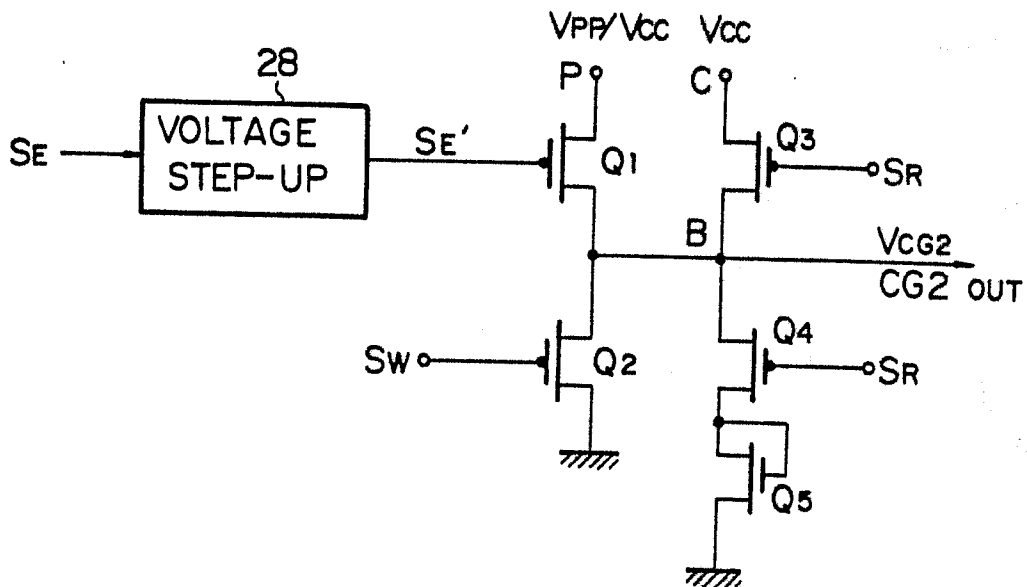 VPP/VCC VCC
28
P C
VOLTAGE
STEP-UP
SE
SE'
Q1
Q3
SR
B
VCG2
CG2 OUT
SW
Q2
Q4
SR
Q5